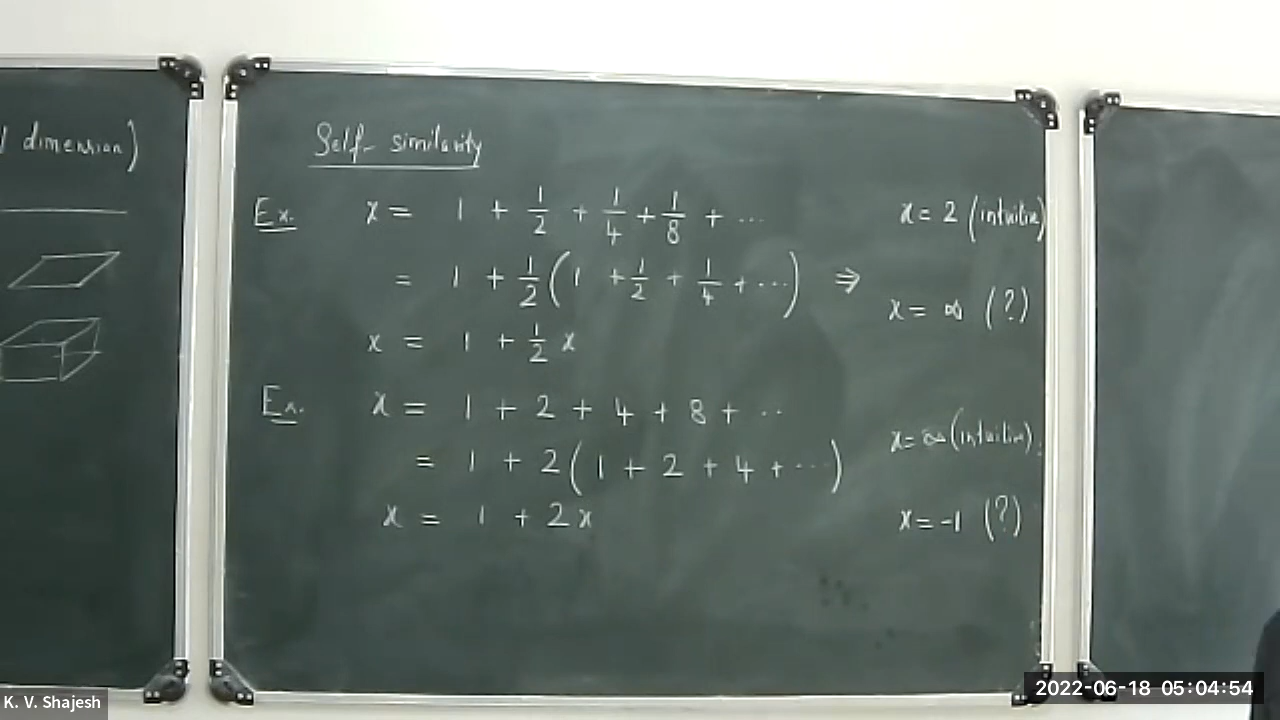 dimension)
Self-similarity
Ex. x = 1 + 1/2 + 1/4 + 1/8 + ... x = 2 (intuitive)
= 1 + 1/2 (1 + 1/2 + 1/4 + ...) ⇒
x = ∞ (?)
x = 1 + 1/2 x
Ex. x = 1 + 2 + 4 + 8 + ..
x = ∞ (intuitive).
= 1 + 2 (1 + 2 + 4 + ...)
x = 1 + 2x x = -1 (?)
K. V. Shajesh
2022-06-18 05:04:54